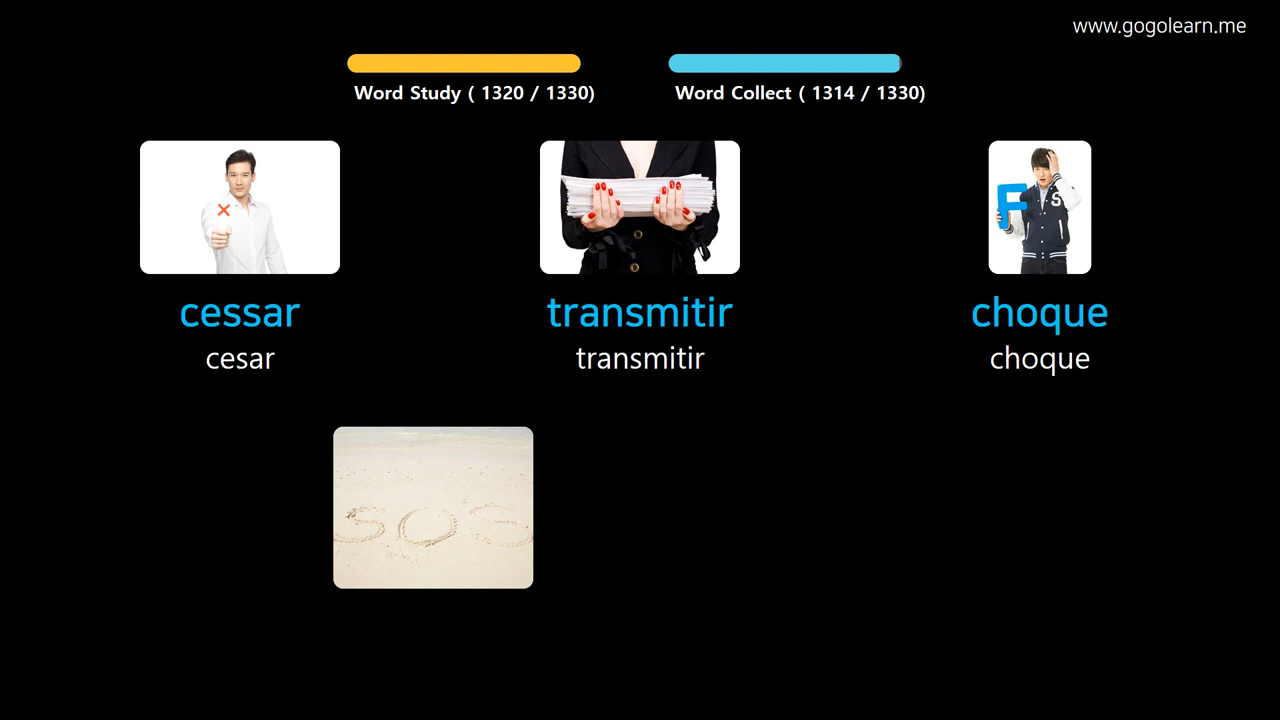 www.gogolearn.me
Word Study ( 1320 / 1330)
Word Collect ( 1314 / 1330)
F
S
cessar
transmitir
choque
cesar
transmitir
choque
SOS